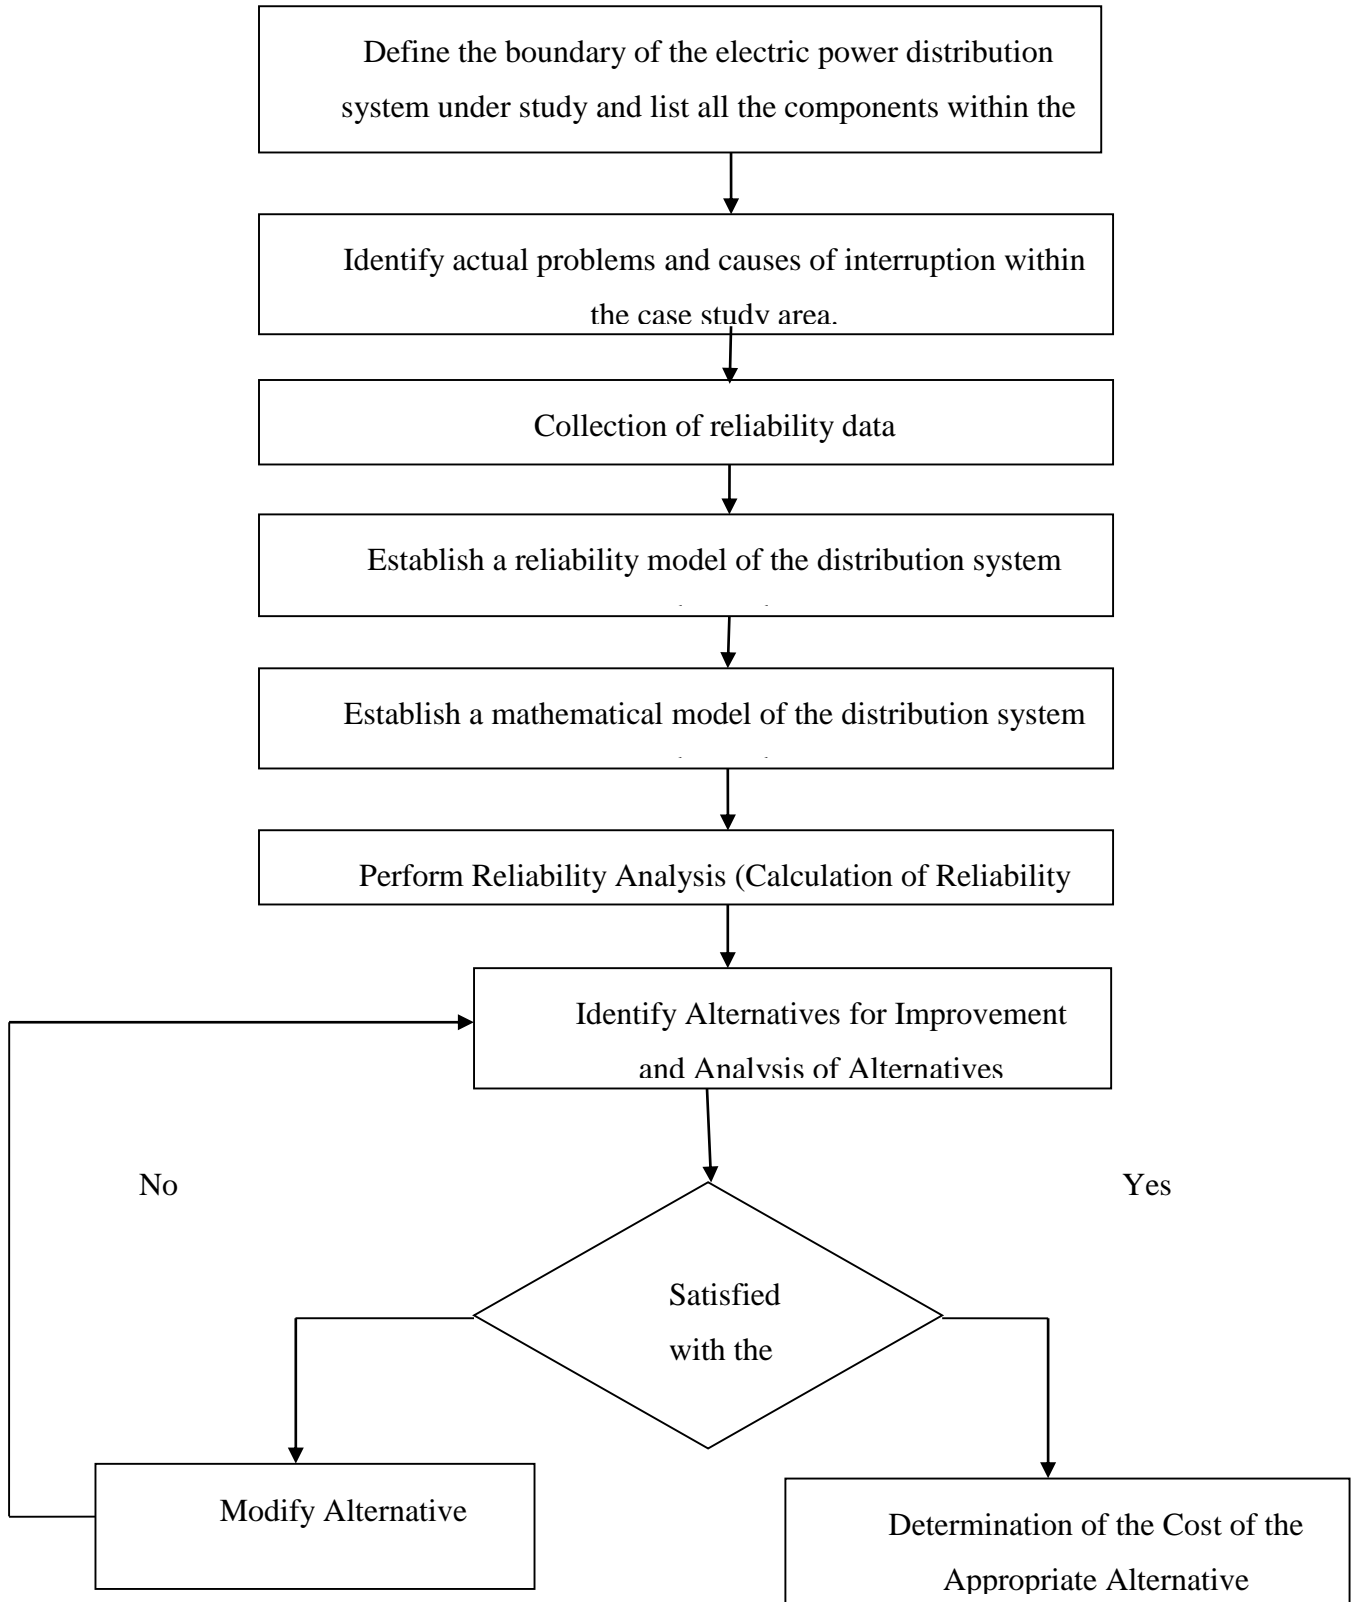 Define the boundary of the electric power distribution
system under study and list all the components within the
Identify actual problems and causes of interruption within
the case study area.
Collection of reliability data
Establish a reliability model of the distribution system
Establish a mathematical model of the distribution system
Perform Reliability Analysis (Calculation of Reliability
Identify Alternatives for Improvement
and Analysis of Alternatives
No
Yes
Satisfied
with the
Modify Alternative
Determination of the Cost of the
Appropriate Alternative